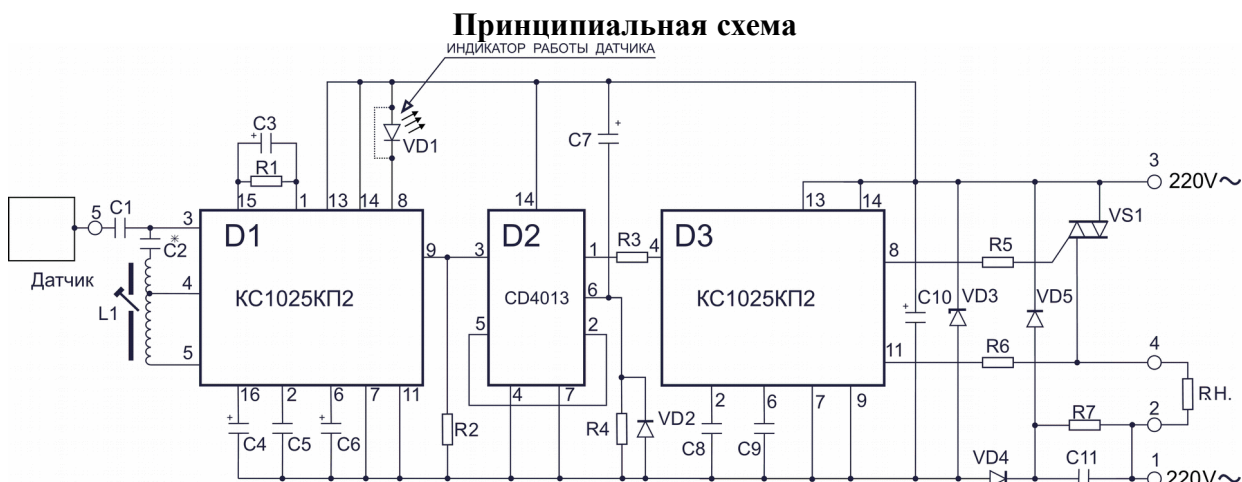 Принципиальная схема
ИНДИКАТОР РАБОТЫ ДАТЧИКА
C3
+
VD1
C7
+
R1
3
220V~
15
1
13
14
8
14
13
14
5
C1
3
VS1
D1
D2
D3
C2
*
9
3
1
R3
4
8
R5
Датчик
4
КС1025КП2
CD4013
6
КС1025КП2
+
C10
VD3
VD5
L1
5
2
5
11
R6
4
16
2
6
7
11
4
7
2
6
7
9
RН.
+
C4
C5
+
C6
R2
R4
VD2
C8
C9
R7
2
VD4
C11
1
220V~